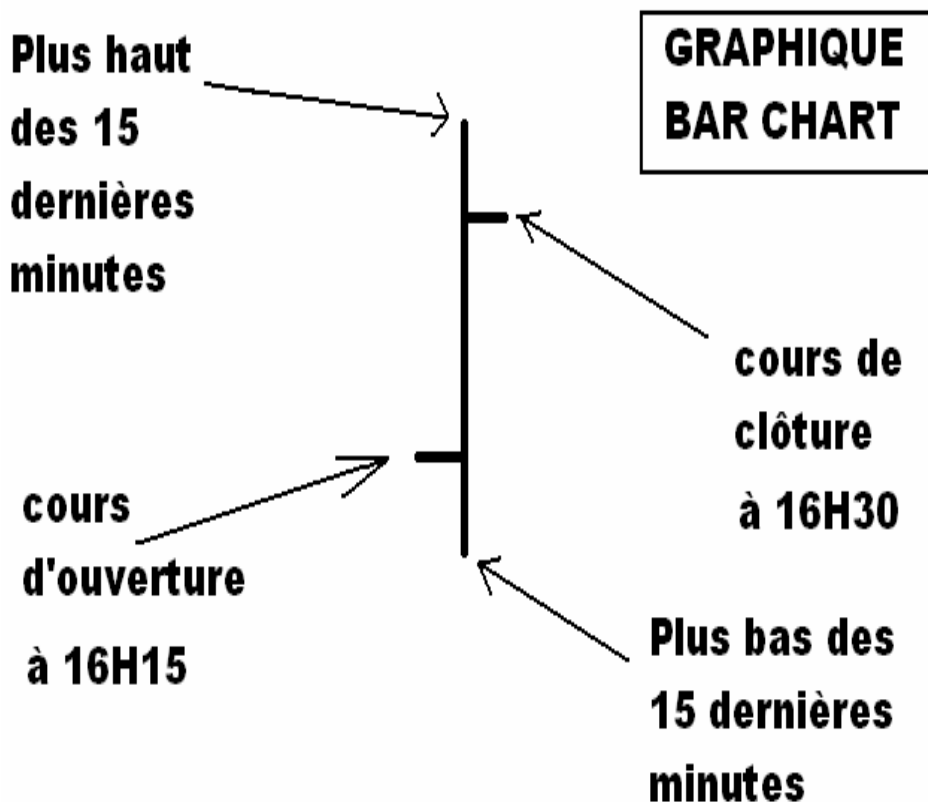 GRAPHIQUE
BAR CHART
Plus haut
des 15
dernières
minutes
cours de
clôture
à 16H30
cours
d'ouverture
à 16H15
Plus bas des
15 dernières
minutes